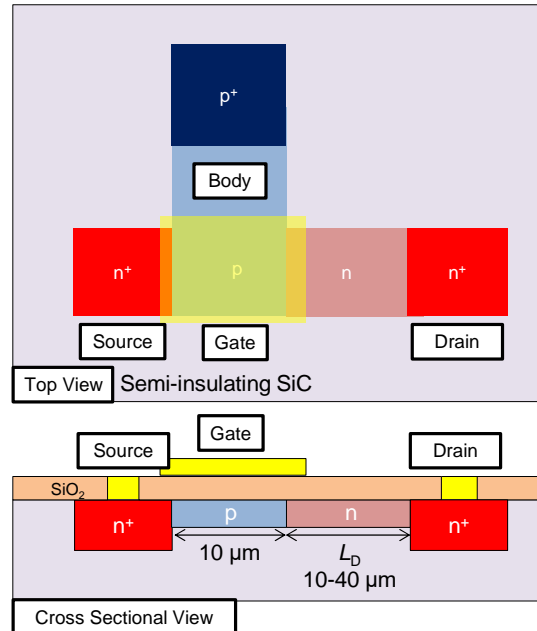 p⁺
Body
n⁺ p n n⁺
Source Gate Drain
Top View Semi-insulating SiC
Source Gate Drain
SiO₂
n⁺ p n n⁺
10 µm L_D
10-40 µm
Cross Sectional View